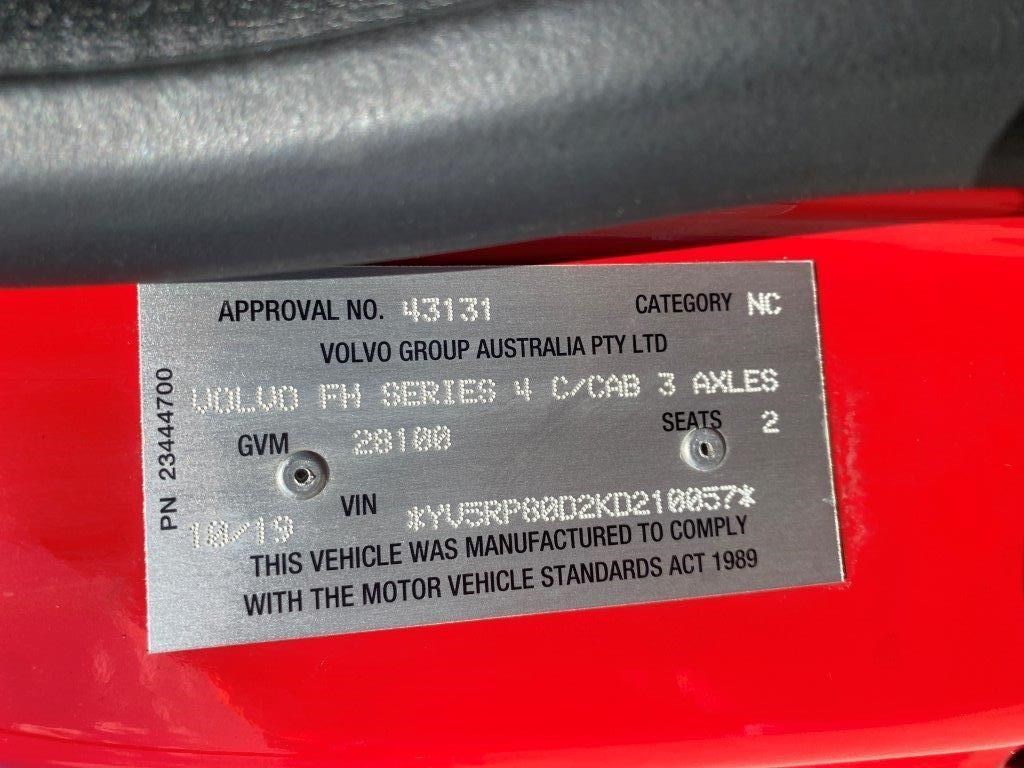 APPROVAL NO. 43131 CATEGORY NC
VOLVO GROUP AUSTRALIA PTY LTD
VOLVO FH SERIES 4 C/CAB 3 AXLES
GVM 28100 SEATS 2
VIN *YV5RP80D2KD210057*
10/19
THIS VEHICLE WAS MANUFACTURED TO COMPLY
WITH THE MOTOR VEHICLE STANDARDS ACT 1989
PN 23444700